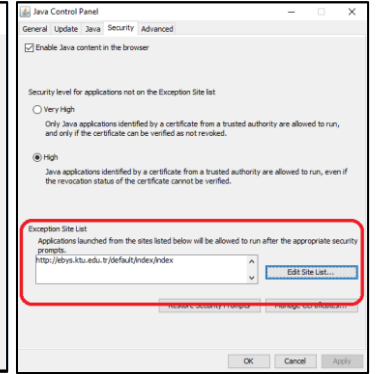 Java Control Panel
General Update Java Security Advanced
Enable Java content in the browser
Security level for applications not on the Exception Site list
Very High
Only Java applications identified by a certificate from a trusted authority are allowed to run,
and only if the certificate can be verified as not revoked.
High
Java applications identified by a certificate from a trusted authority are allowed to run, even if
the revocation status of the certificate cannot be verified.
Exception Site List
Applications launched from the sites listed below will be allowed to run after the appropriate security
prompts.
http://ebys.ktu.edu.tr/default/index/index
Edit Site List...
Restore Security Prompts Manage Certificates...
OK Cancel Apply